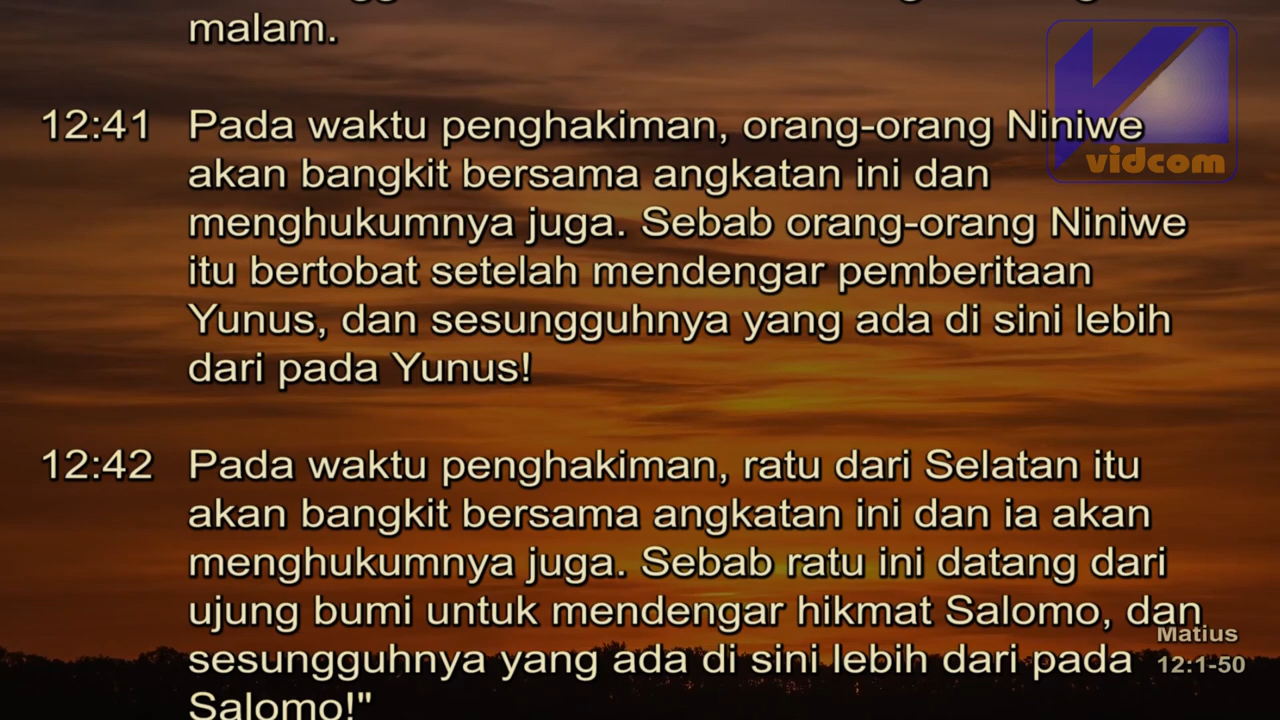 malam.
12:41 Pada waktu penghakiman, orang-orang Niniwe
akan bangkit bersama angkatan ini dan
menghukumnya juga. Sebab orang-orang Niniwe
itu bertobat setelah mendengar pemberitaan
Yunus, dan sesungguhnya yang ada di sini lebih
dari pada Yunus!
12:42 Pada waktu penghakiman, ratu dari Selatan itu
akan bangkit bersama angkatan ini dan ia akan
menghukumnya juga. Sebab ratu ini datang dari
ujung bumi untuk mendengar hikmat Salomo, dan
sesungguhnya yang ada di sini lebih dari pada
Salomo!"
vidcom
Matius
12:1-50